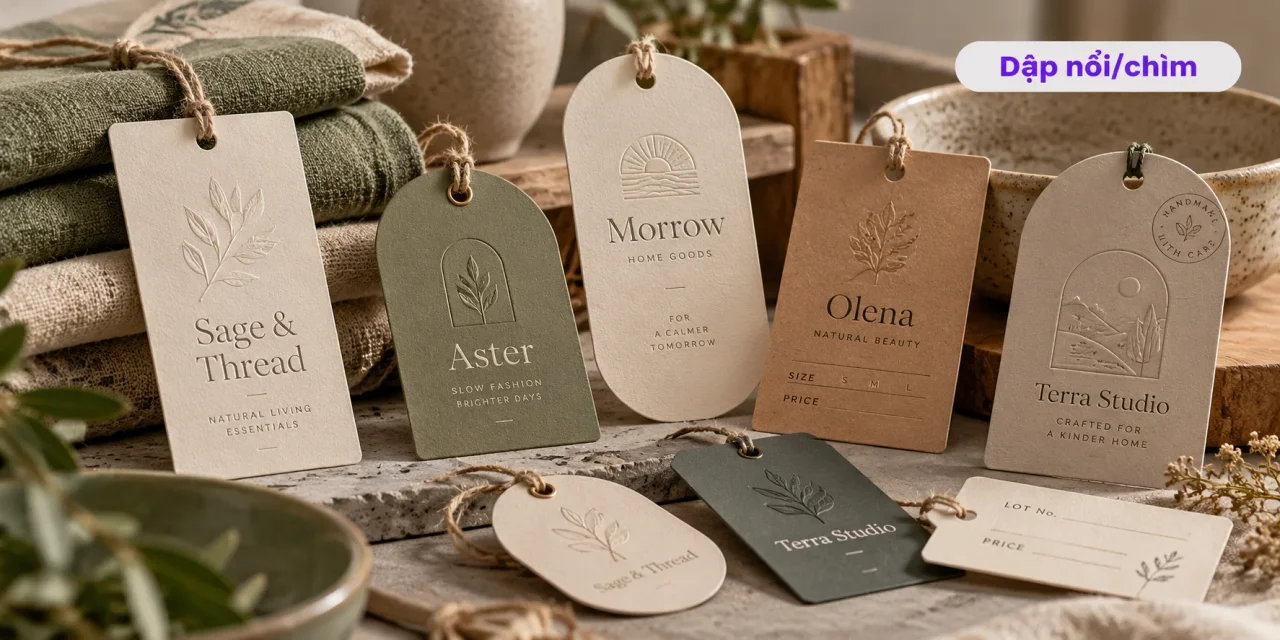 Dập nổi/chìm
Sage &
Thread
NATURAL LIVING
ESSENTIALS
Aster
SLOW FASHION
BRIGHTER DAYS
Morrow
HOME GOODS
FOR
A CALMER
TOMORROW
Olena
NATURAL BEAUTY
SIZE S M L
PRICE
HANDMADE
WITH CARE
Terra Studio
CRAFTED FOR
A KINDER HOME
Sage & Thread
Terra Studio
LOT No.
PRICE